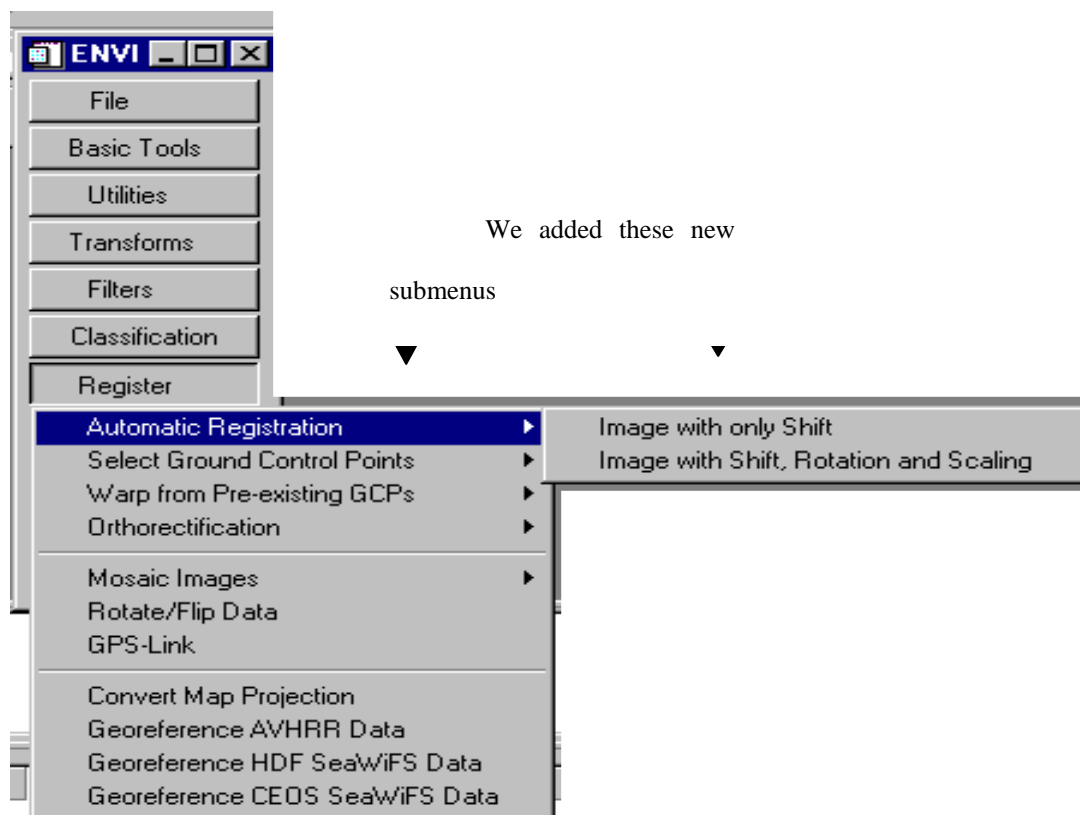 ENVI
File
Basic Tools
Utilities
Transforms
Filters
Classification
Register
We added these new
submenus
Automatic Registration
Select Ground Control Points
Warp from Pre-existing GCPs
Orthorectification
Mosaic Images
Rotate/Flip Data
GPS-Link
Convert Map Projection
Georeference AVHRR Data
Georeference HDF SeaWiFS Data
Georeference CEOS SeaWiFS Data
Image with only Shift
Image with Shift, Rotation and Scaling